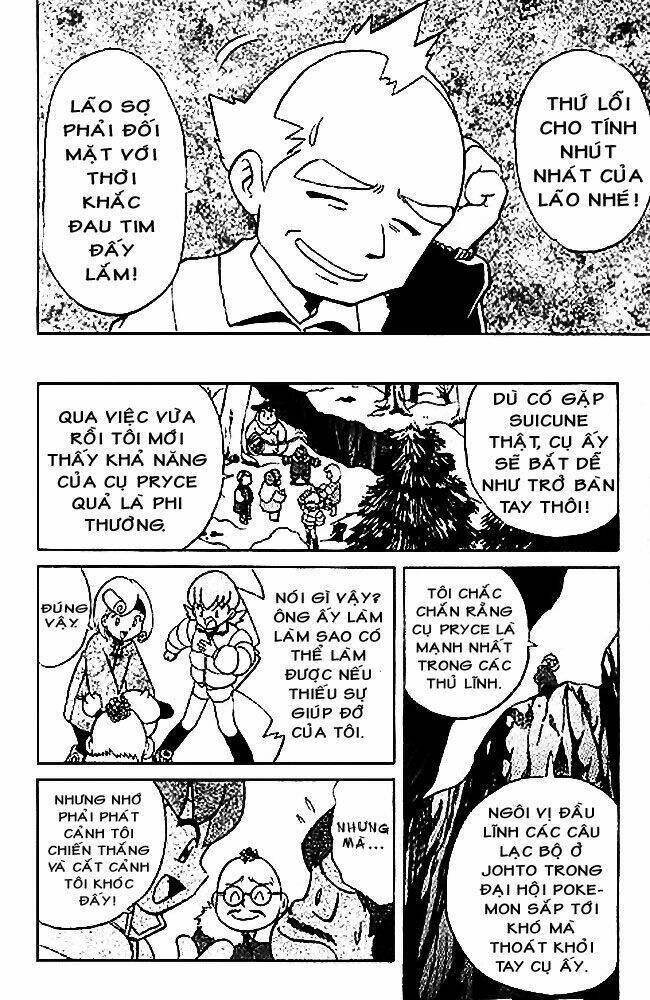 THỨ LỖI
CHO TÍNH
NHÚT
NHÁT CỦA
LÃO NHÉ!
LÃO SỢ
PHẢI ĐỐI
MẶT VỚI
THỜI
KHẮC
ĐAU TIM
ĐẤY
LẮM!
DÙ CÓ GẶP
SUICUNE
THẬT, CỤ ẤY
SẼ BẮT DỄ
NHƯ TRỞ BÀN
TAY THÔI!
QUA VIỆC VỪA
RỒI TÔI MỚI
THẤY KHẢ NĂNG
CỦA CỤ PRYCE
QUẢ LÀ PHI
THƯỜNG.
TÔI CHẮC
CHẮN RẰNG
CỤ PRYCE LÀ
MẠNH NHẤT
TRONG CÁC
THỦ LĨNH.
NGÔI VỊ ĐẦU
LĨNH CÁC CÂU
LẠC BỘ Ở
JOHTO TRONG
ĐẠI HỘI POKE-
MON SẮP TỚI
KHÓ MÀ
THOÁT KHỎI
TAY CỤ ẤY.
NÓI GÌ VẬY?
ÔNG ẤY LÀM
LÀM SAO CÓ
THỂ LÀM
ĐƯỢC NẾU
THIẾU SỰ
GIÚP ĐỠ
CỦA TÔI.
ĐÚNG
VẬY
NHƯNG
MÀ...
NHƯNG NHỚ
PHẢI PHÁT
CẢNH TÔI
CHIẾN THẮNG
VÀ CẮT CẢNH
TÔI KHÓC
ĐẤY!